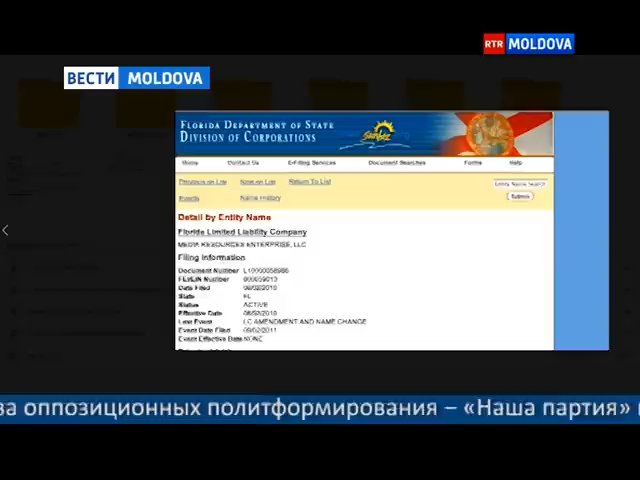 RTR MOLDOVA
ВЕСТИ MOLDOVA
FLORIDA DEPARTMENT OF STATE
DIVISION OF CORPORATIONS
Home Contact Us E-Filing Services Document Searches Forms Help
Previous on List Next on List Return To List
Entity Name Search
Events Name History
Submit
Detail by Entity Name
Florida Limited Liability Company
MEDIA RESOURCES ENTERPRISE, LLC
Filing Information
Document Number
FEI/EIN Number
Date Filed
State FL
Status ACTIVE
Effective Date
Last Event LC AMENDMENT AND NAME CHANGE
Event Date Filed
Event Effective Date NONE
ва оппозиционных политформирования – «Наша партия»